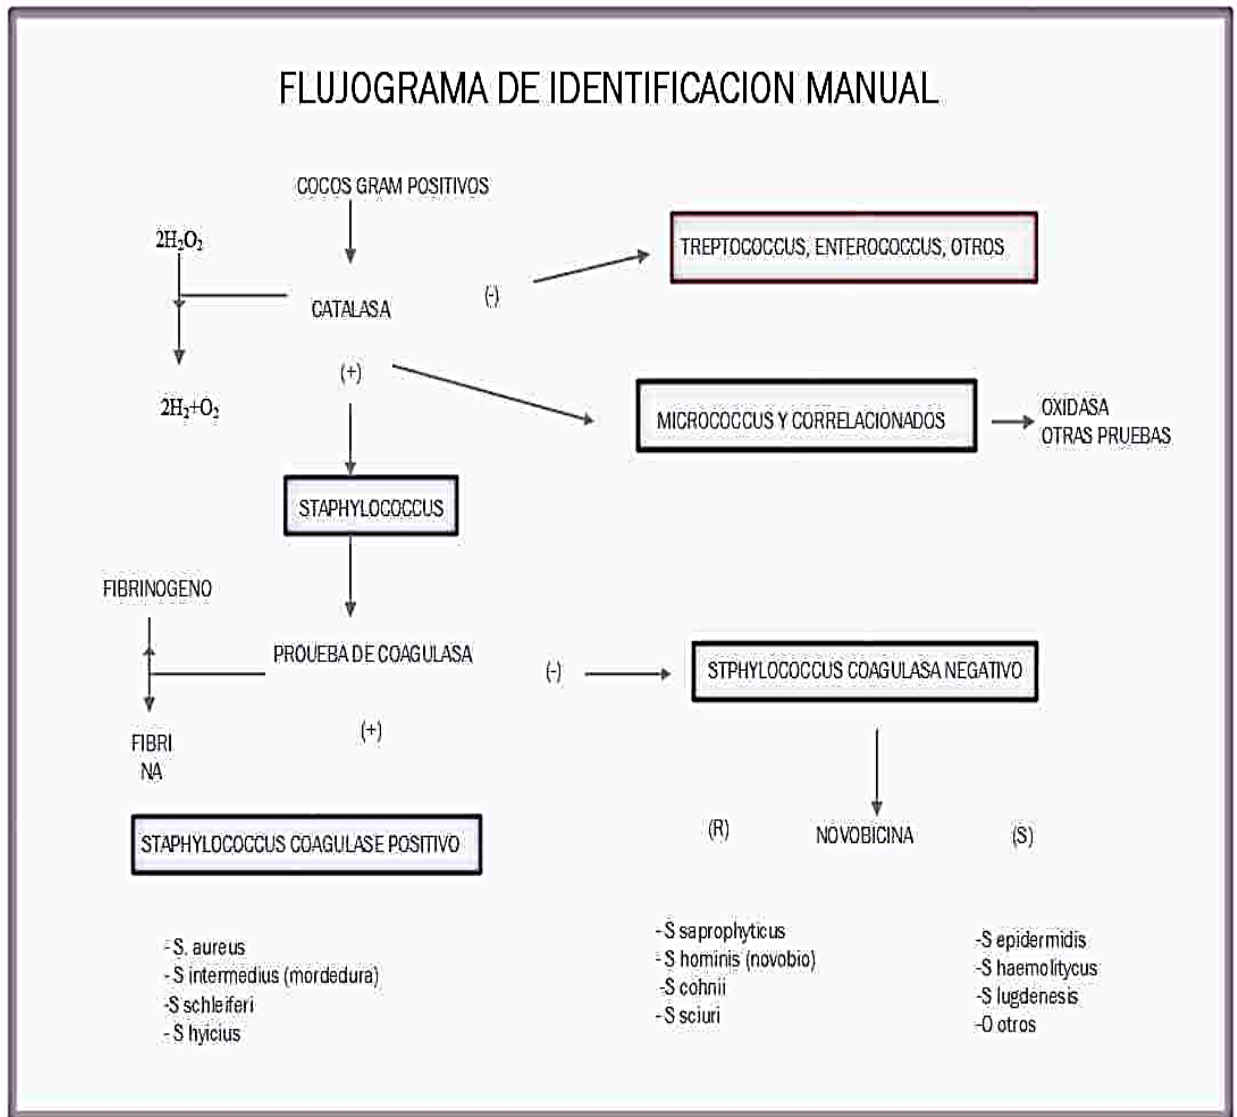 FLUJOGRAMA DE IDENTIFICACION MANUAL
COCOS GRAM POSITIVOS
2H₂O₂
TREPTOCOCCUS, ENTEROCOCCUS, OTROS
(-)
CATALASA
(+)
2H₂+O₂
MICROCOCCUS Y CORRELACIONADOS
OXIDASA
OTRAS PRUEBAS
STAPHYLOCOCCUS
FIBRINOGENO
PROUEBA DE COAGULASA
(-)
STPHYLOCOCCUS COAGULASA NEGATIVO
(+)
FIBRI
NA
STAPHYLOCOCCUS COAGULASE POSITIVO
(R)
NOVOBICINA
(S)
- S. aureus
- S intermedius (mordedura)
-S schleiferi
- S hyicius
- S saprophyticus
- S hominis (novobio)
-S cohnii
- S sciuri
-S epidermidis
-S haemolitycus
-S lugdenesis
-O otros